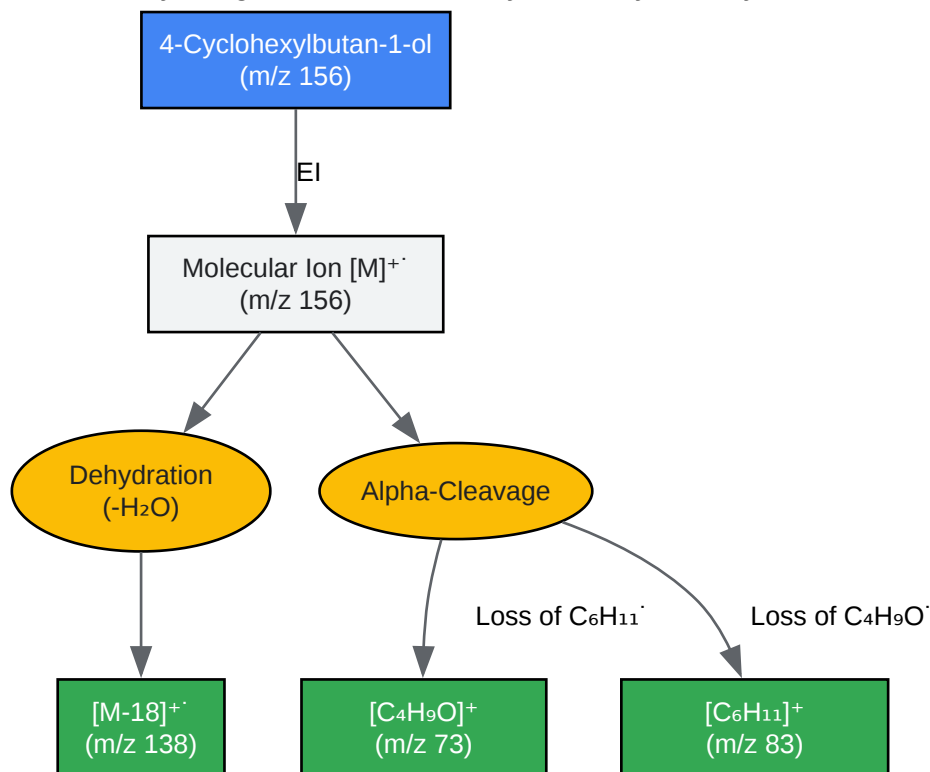 4-Cyclohexylbutan-1-ol
(m/z 156)
EI
Molecular Ion [M]⁺˙
(m/z 156)
Dehydration
(-H₂O)
Alpha-Cleavage
Loss of C₆H₁₁˙
Loss of C₄H₉O˙
[M-18]⁺˙
(m/z 138)
[C₄H₉O]⁺
(m/z 73)
[C₆H₁₁]⁺
(m/z 83)